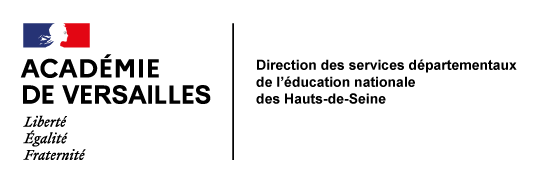 ACADÉMIE
DE VERSAILLES
Liberté
Égalité
Fraternité
Direction des services départementaux
de l’éducation nationale
des Hauts-de-Seine